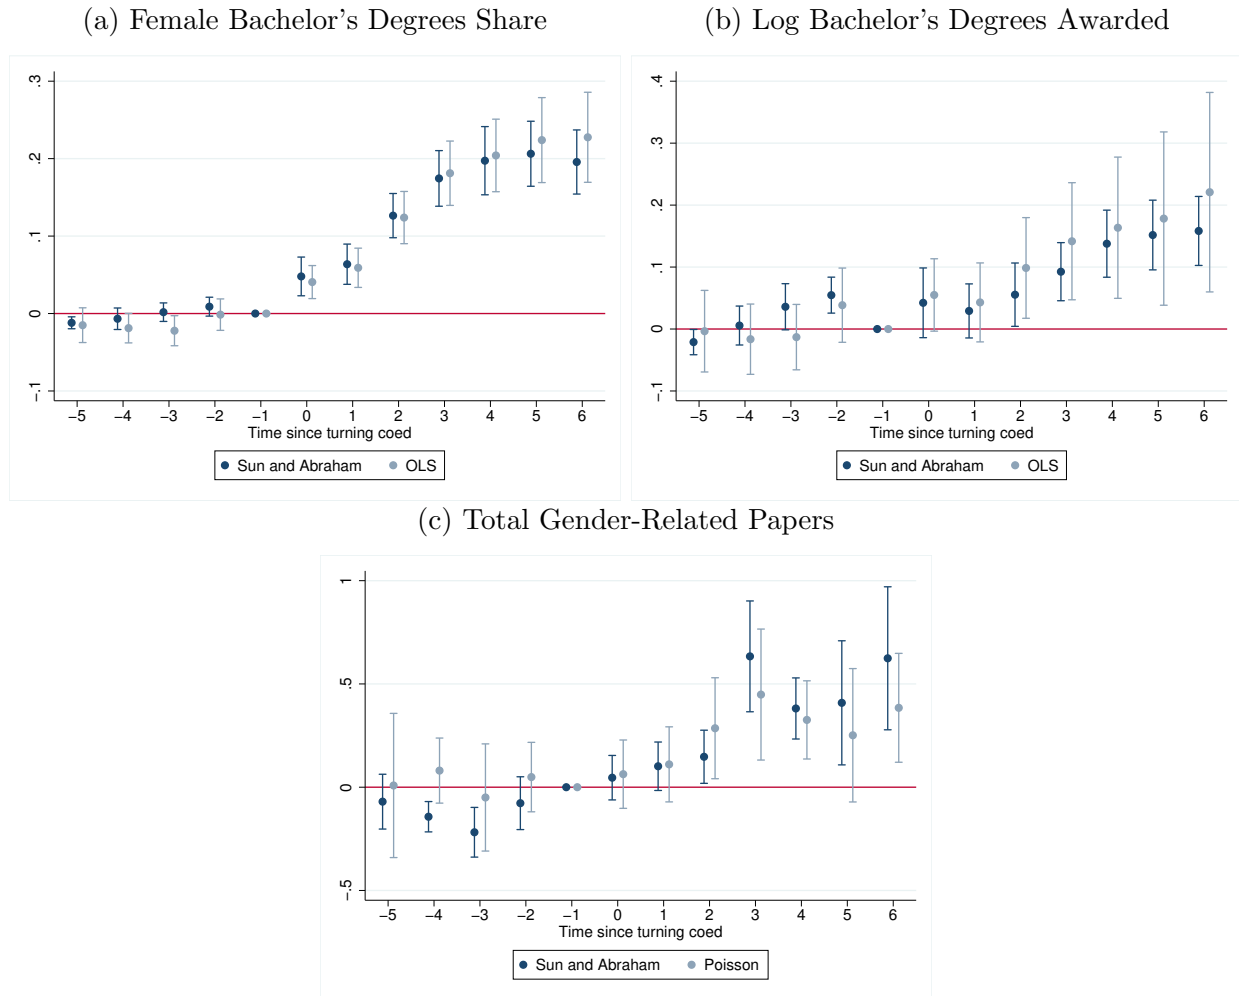 (a) Female Bachelor's Degrees Share
(b) Log Bachelor's Degrees Awarded
.3
.2
.1
0
−.1
−5 −4 −3 −2 −1 0 1 2 3 4 5 6
Time since turning coed
Sun and Abraham OLS
.4
.3
.2
.1
0
−.1
−5 −4 −3 −2 −1 0 1 2 3 4 5 6
Time since turning coed
Sun and Abraham OLS
(c) Total Gender-Related Papers
1
.5
0
−.5
−5 −4 −3 −2 −1 0 1 2 3 4 5 6
Time since turning coed
Sun and Abraham Poisson